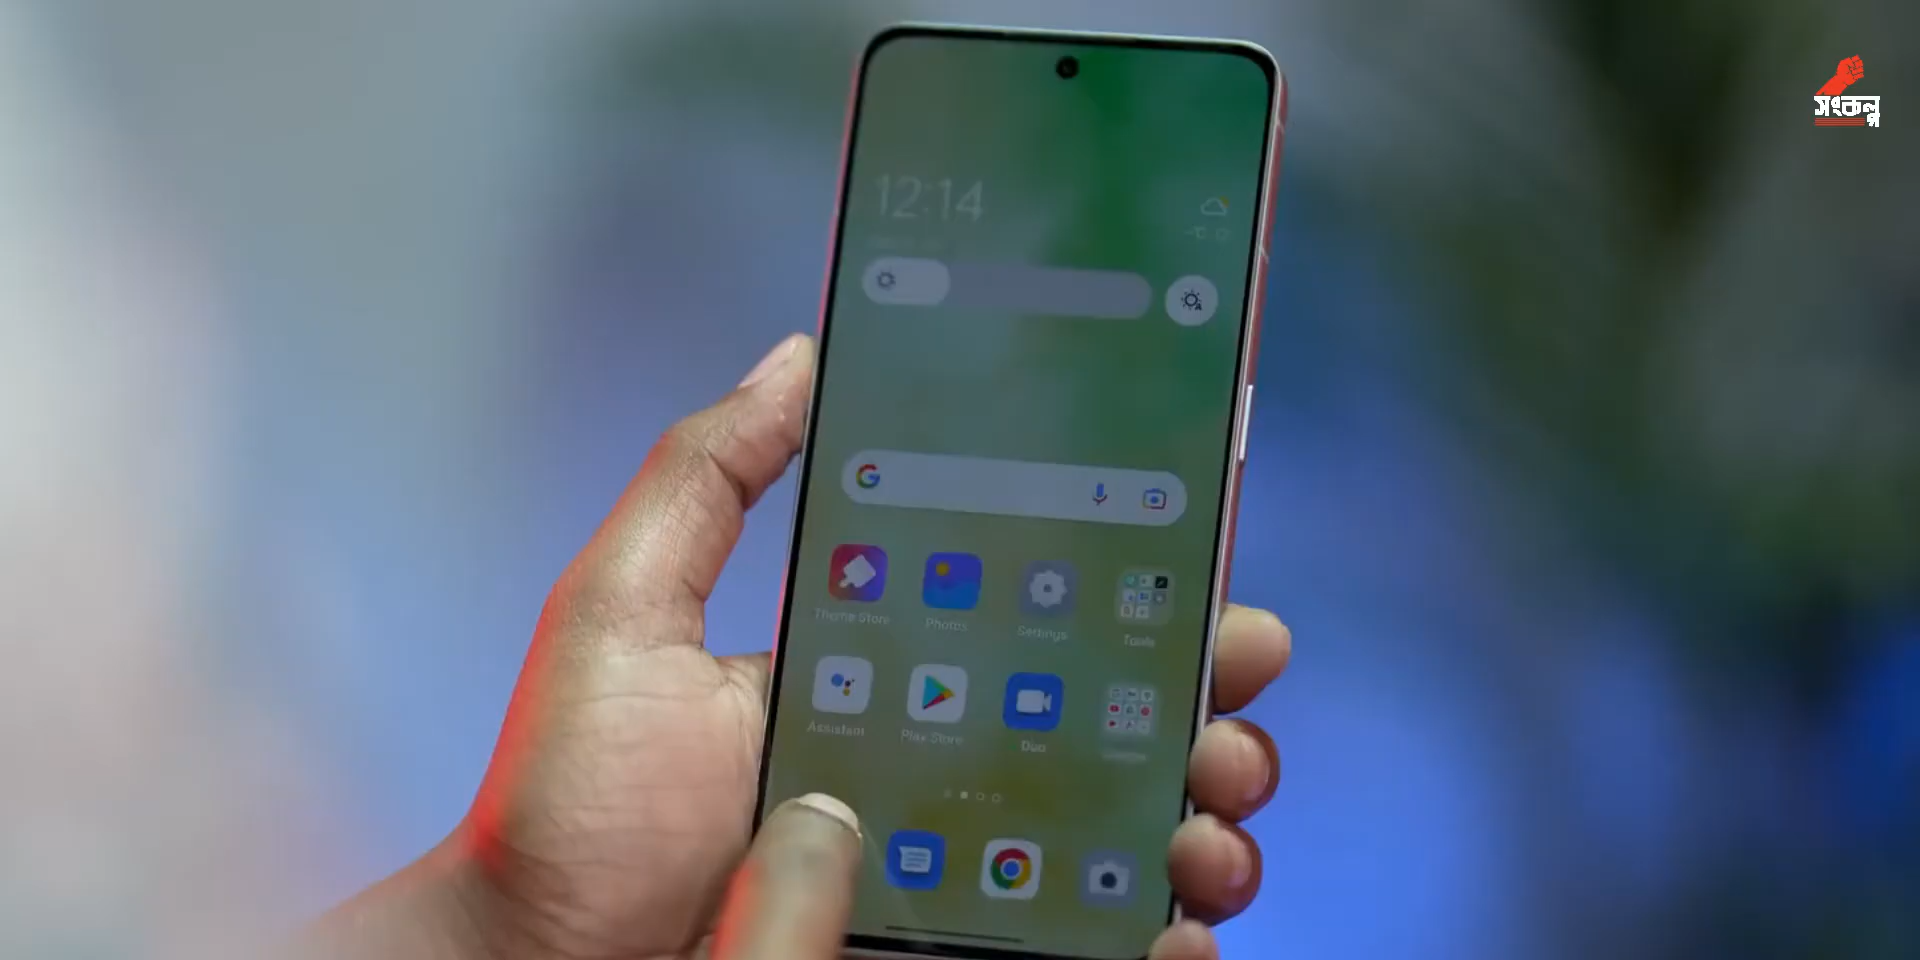 সংকল্প
12:14
Theme Store
Photos
Settings
Tools
Assistant
Play Store
Duo